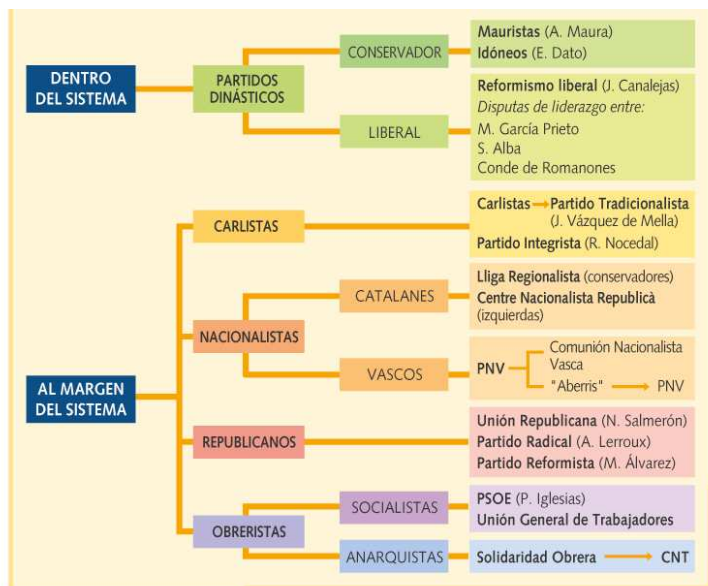 DENTRO
DEL SISTEMA
PARTIDOS
DINÁSTICOS
CONSERVADOR
Mauristas (A. Maura)
Idóneos (E. Dato)
LIBERAL
Reformismo liberal (J. Canalejas)
Disputas de liderazgo entre:
M. García Prieto
S. Alba
Conde de Romanones
AL MARGEN
DEL SISTEMA
CARLISTAS
Carlistas Partido Tradicionalista
(J. Vázquez de Mella)
Partido Integrista (R. Nocedal)
NACIONALISTAS
CATALANES
Lliga Regionalista (conservadores)
Centre Nacionalista Republicà
(izquierdas)
VASCOS
PNV
Comunión Nacionalista
Vasca
"Aberris" PNV
REPUBLICANOS
Unión Republicana (N. Salmerón)
Partido Radical (A. Lerroux)
Partido Reformista (M. Álvarez)
OBRERISTAS
SOCIALISTAS
PSOE (P. Iglesias)
Unión General de Trabajadores
ANARQUISTAS
Solidaridad Obrera CNT